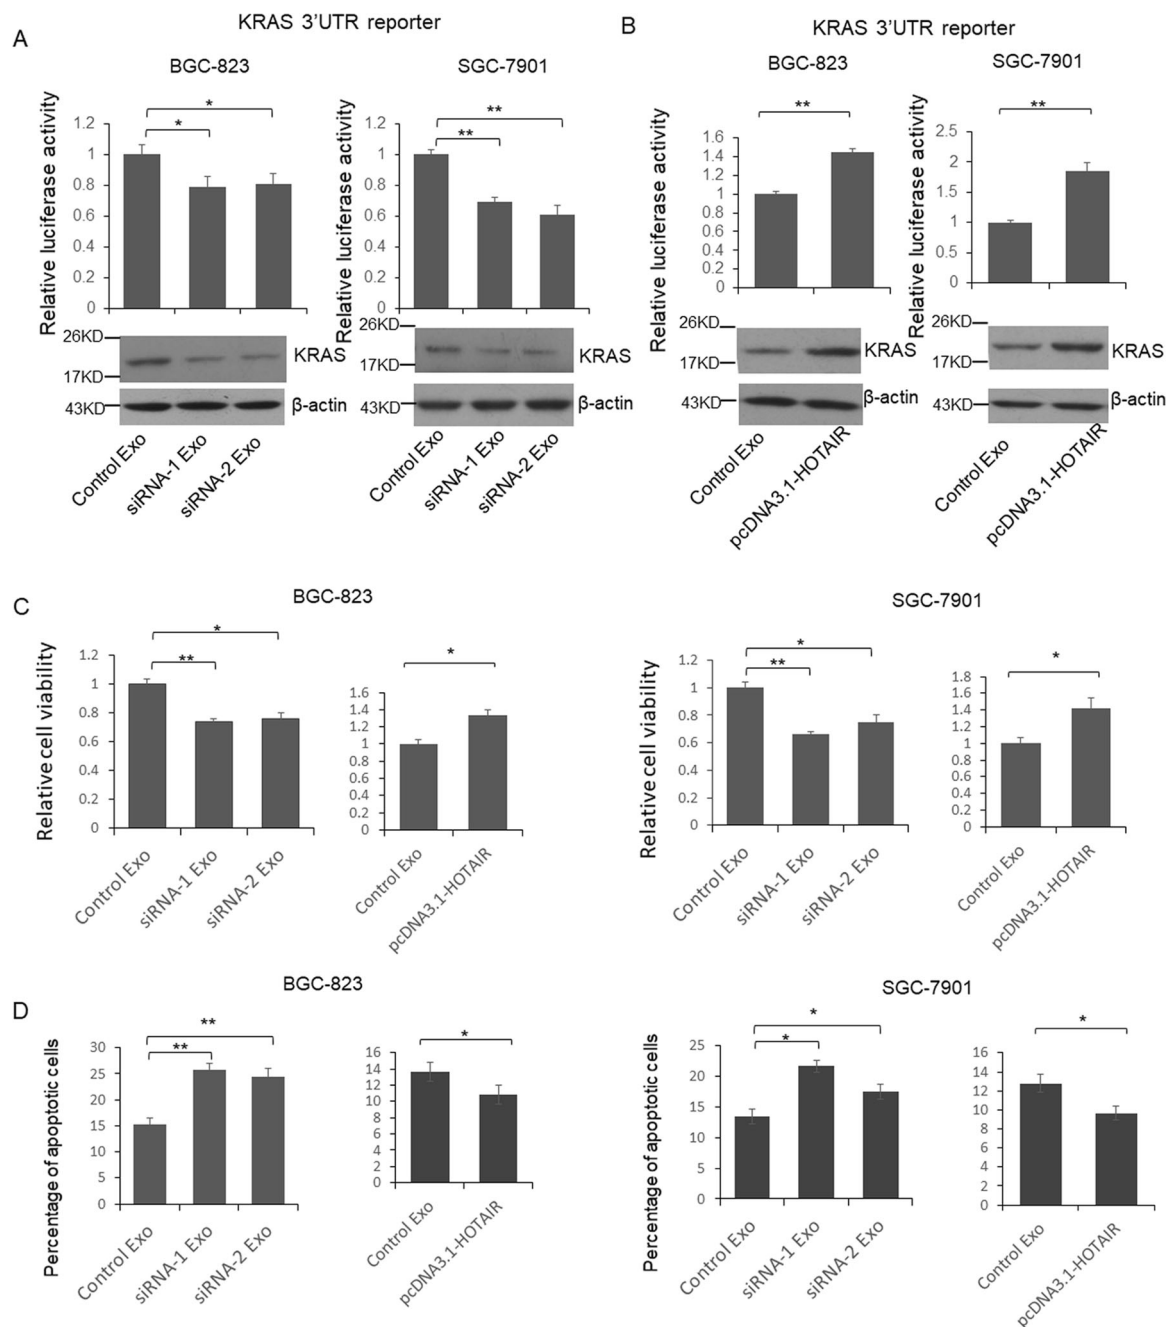 A
KRAS 3'UTR reporter
BGC-823
Relative luciferase activity
1.2
1
0.8
0.6
0.4
0.2
0
*
*
26KD
17KD
43KD
KRAS
β-actin
Control Exo
siRNA-1 Exo
siRNA-2 Exo
SGC-7901
Relative luciferase activity
1.2
1
0.8
0.6
0.4
0.2
0
**
**
26KD
17KD
43KD
KRAS
β-actin
Control Exo
siRNA-1 Exo
siRNA-2 Exo
B
KRAS 3'UTR reporter
BGC-823
Relative luciferase activity
1.6
1.4
1.2
1
0.8
0.6
0.4
0.2
0
**
26KD
17KD
43KD
KRAS
β-actin
Control Exo
pcDNA3.1-HOTAIR
SGC-7901
Relative luciferase activity
2.5
2
1.5
1
0.5
0
**
26KD
17KD
43KD
KRAS
β-actin
Control Exo
pcDNA3.1-HOTAIR
C
BGC-823
Relative cell viability
1.2
1
0.8
0.6
0.4
0.2
0
*
**
Control Exo
siRNA-1 Exo
siRNA-2 Exo
1.6
1.4
1.2
1
0.8
0.6
0.4
0.2
0
*
Control Exo
pcDNA3.1-HOTAIR
SGC-7901
Relative cell viability
1.2
1
0.8
0.6
0.4
0.2
0
*
**
Control Exo
siRNA-1 Exo
siRNA-2 Exo
1.8
1.6
1.4
1.2
1
0.8
0.6
0.4
0.2
0
*
Control Exo
pcDNA3.1-HOTAIR
D
BGC-823
Percentage of apoptotic cells
30
25
20
15
10
5
0
**
**
Control Exo
siRNA-1 Exo
siRNA-2 Exo
16
14
12
10
8
6
4
2
0
*
Control Exo
pcDNA3.1-HOTAIR
SGC-7901
Percentage of apoptotic cells
25
20
15
10
5
0
*
*
Control Exo
siRNA-1 Exo
siRNA-2 Exo
16
14
12
10
8
6
4
2
0
*
Control Exo
pcDNA3.1-HOTAIR